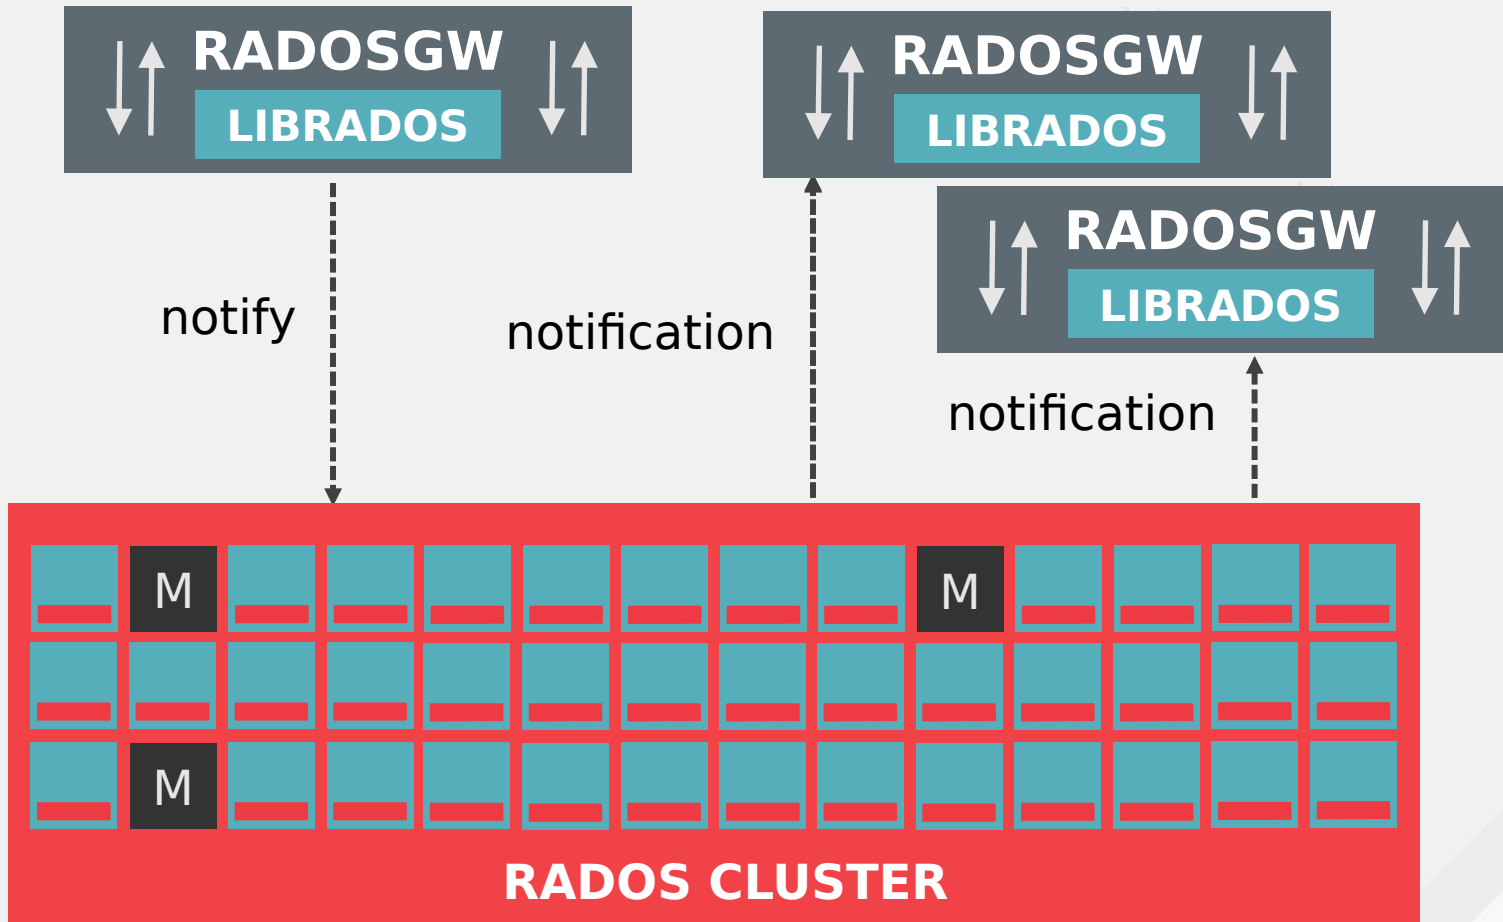 RADOSGW
LIBRADOS
RADOSGW
LIBRADOS
RADOSGW
LIBRADOS
notify
notification
notification
M
M
M
RADOS CLUSTER